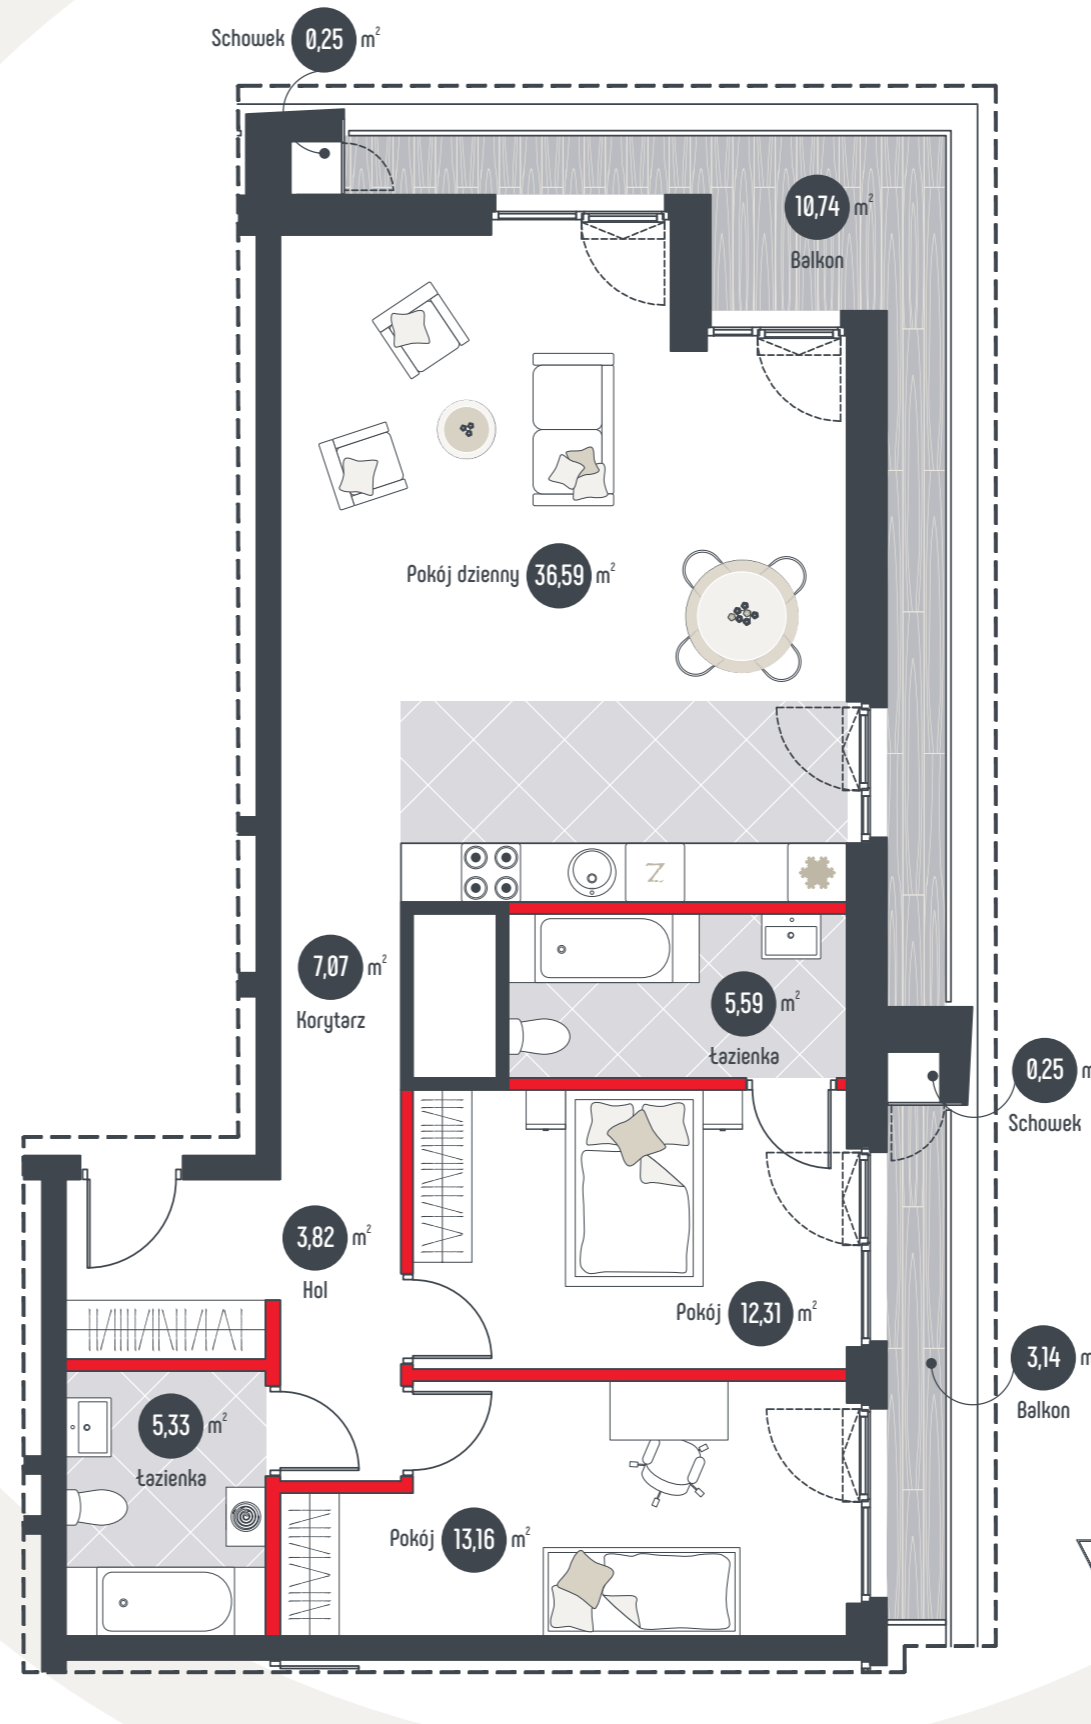 Schowek 0,25 m²
10,74 m²
Balkon
Pokój dzienny 36,59 m²
Z
7,07 m²
Korytarz
5,59 m²
Łazienka
0,25 m
Schowek
3,82 m²
Hol
Pokój 12,31 m²
3,14 m
Balkon
5,33 m²
Łazienka
Pokój 13,16 m²